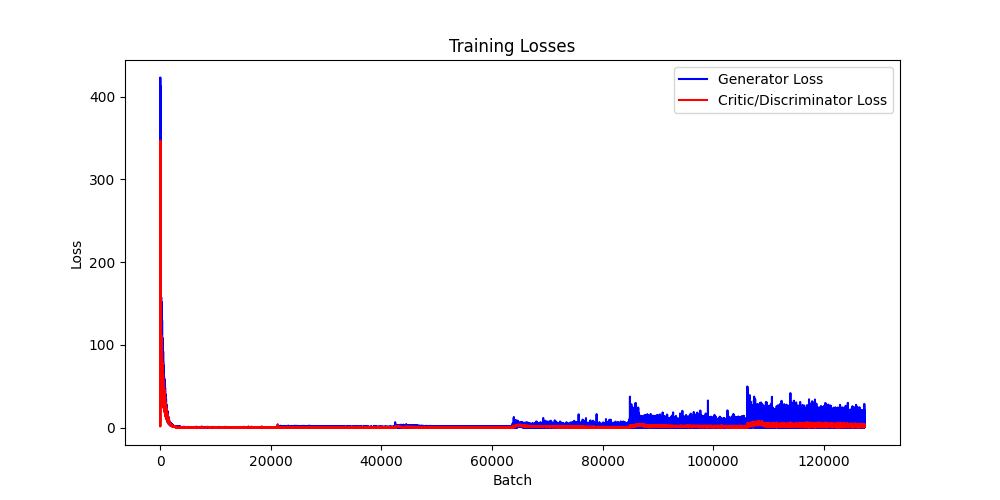 Training Losses
Generator Loss
Critic/Discriminator Loss
400
300
200
100
0
Loss
0 20000 40000 60000 80000 100000 120000
Batch